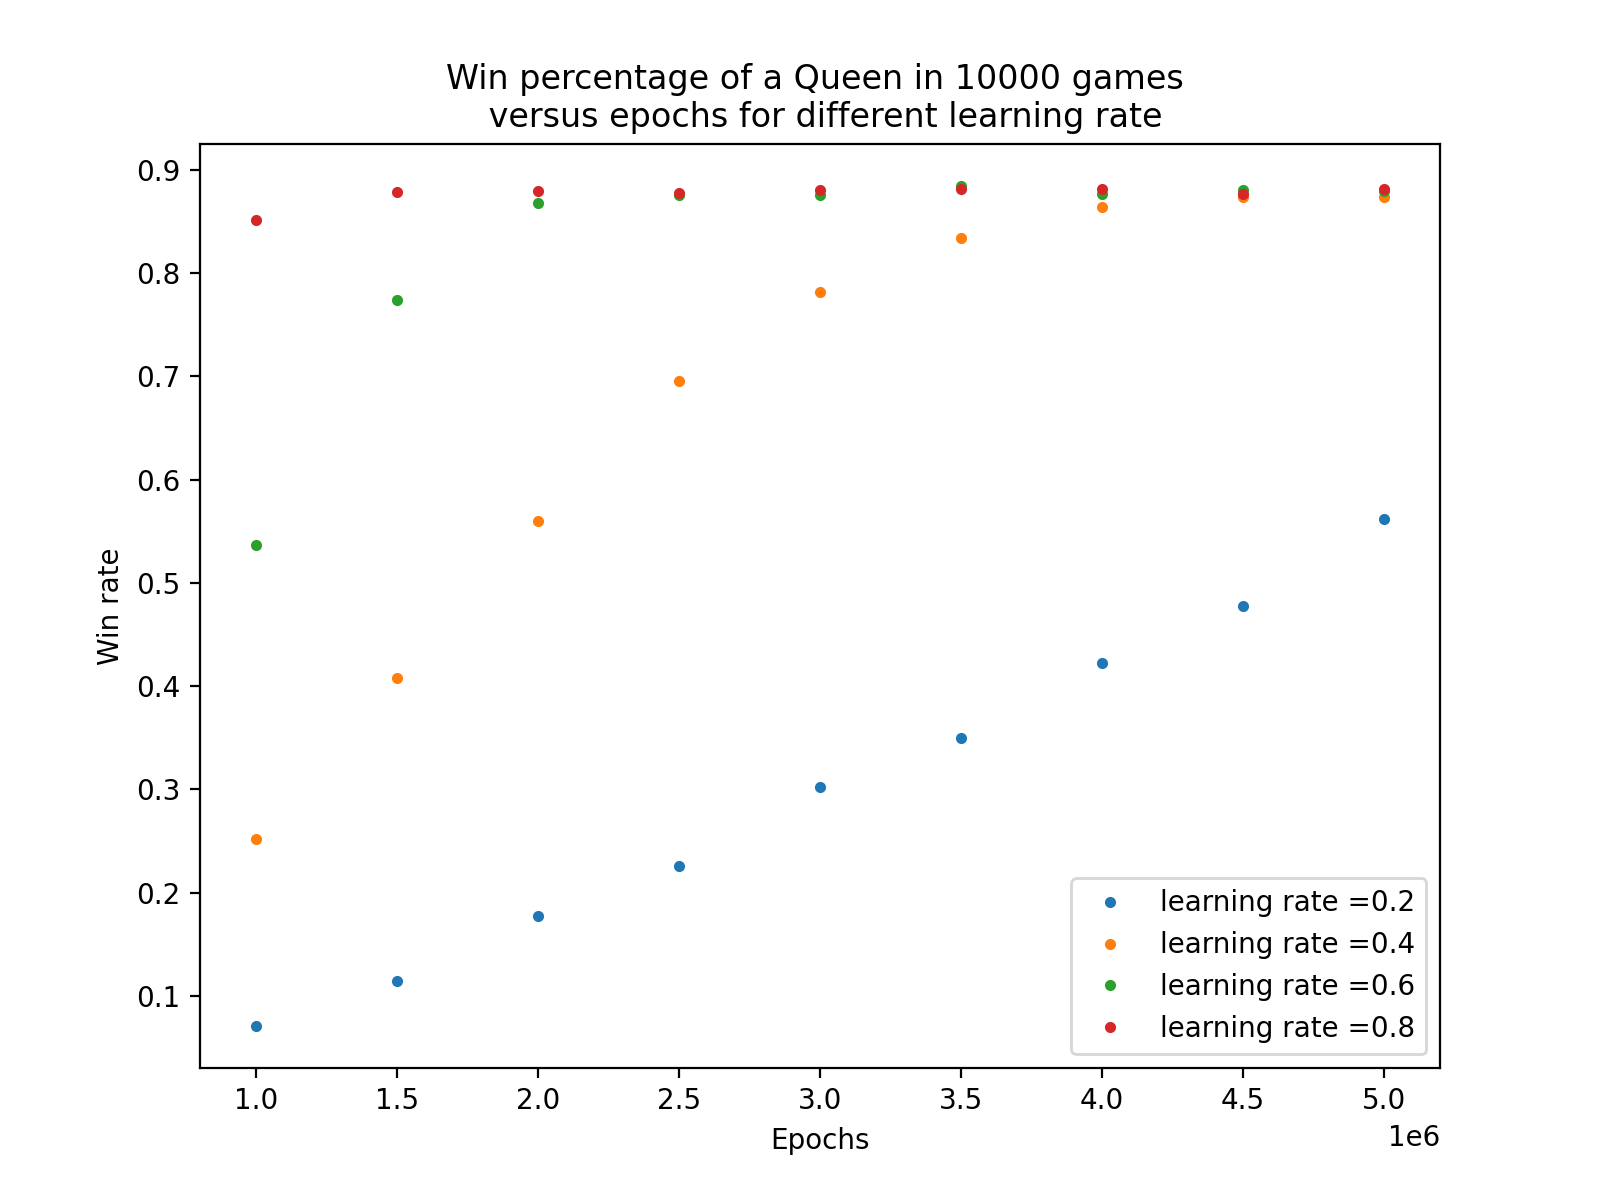 Win percentage of a Queen in 10000 games
versus epochs for different learning rate
0.9
0.8
0.7
0.6
0.5
0.4
0.3
0.2
0.1
Win rate
learning rate =0.2
learning rate =0.4
learning rate =0.6
learning rate =0.8
1.0 1.5 2.0 2.5 3.0 3.5 4.0 4.5 5.0
1e6
Epochs